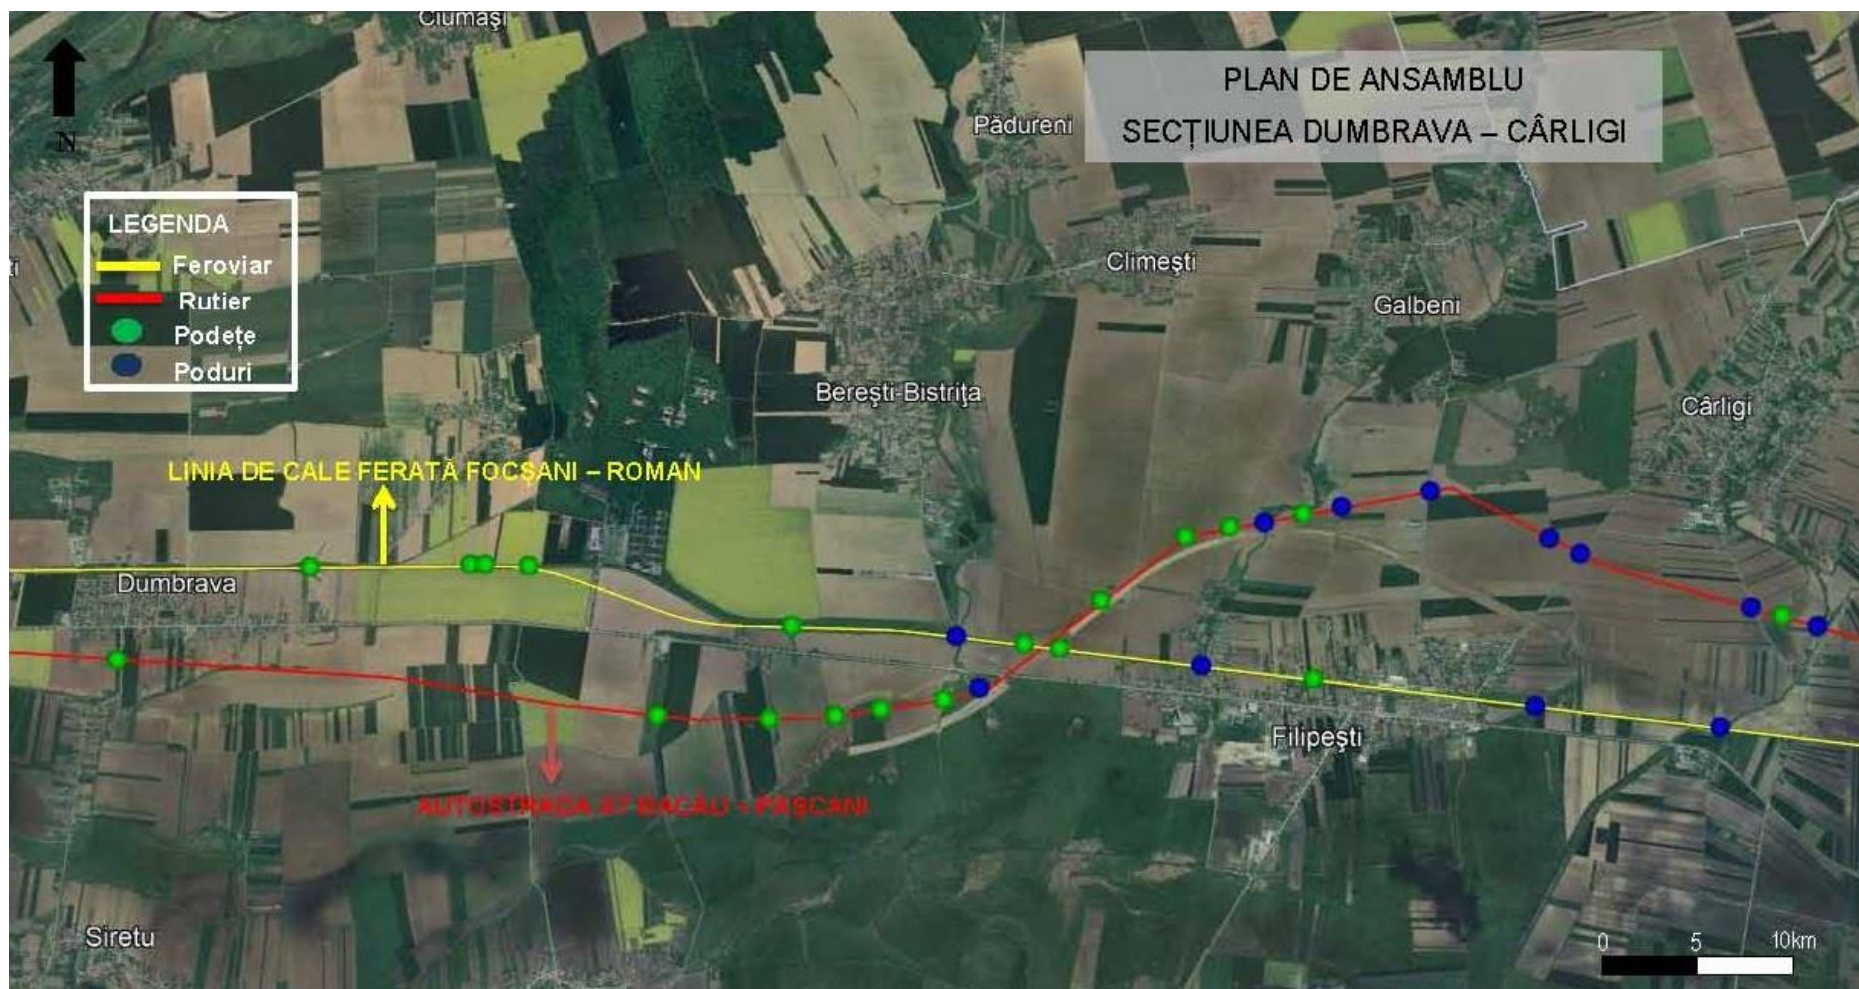 Ciumași
PLAN DE ANSAMBLU
SECȚIUNEA DUMBRAVA – CÂRLIGI
N
Pădureni
LEGENDA
Feroviar
Rutier
Podețe
Poduri
ti
Climești
Galbeni
Berești-Bistrița
Cârligi
LINIA DE CALE FERATĂ FOCȘANI – ROMAN
Dumbrava
Filipești
AUTOSTRADA A7 BACĂU – PAȘCANI
Siretu
0 5 10km